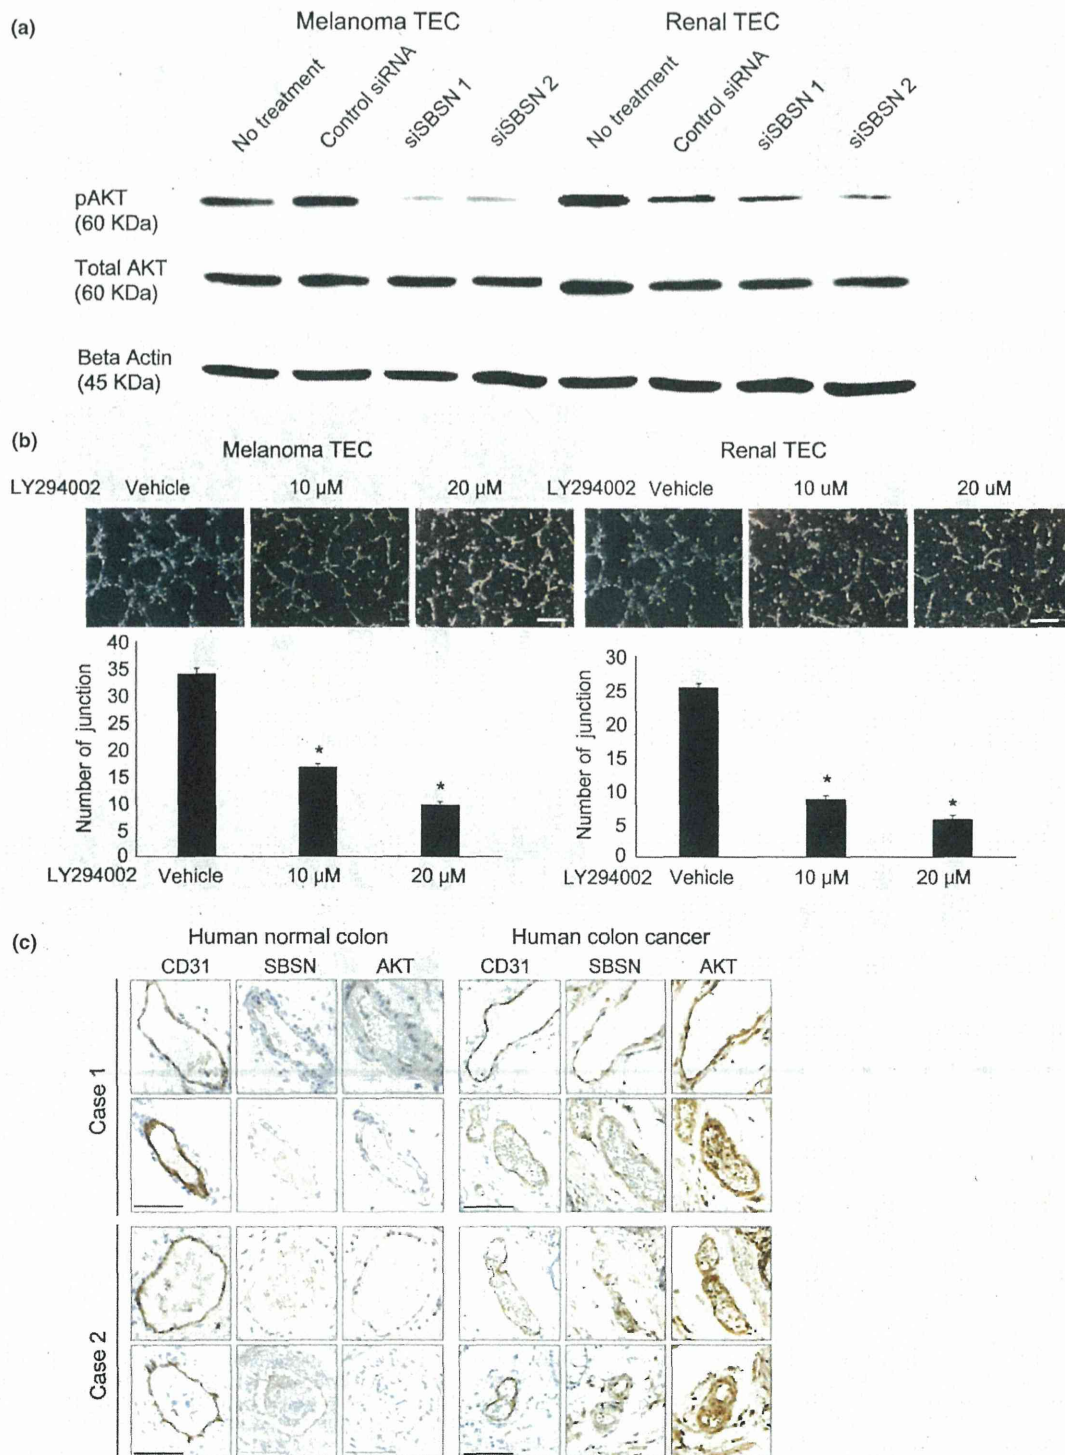 (a)
Melanoma TEC
Renal TEC
No treatment
Control siRNA
siSBSN 1
siSBSN 2
No treatment
Control siRNA
siSBSN 1
siSBSN 2
pAKT
(60 KDa)
Total AKT
(60 KDa)
Beta Actin
(45 KDa)
(b)
Melanoma TEC
Renal TEC
LY294002 Vehicle 10 µM 20 µM
LY294002 Vehicle 10 uM 20 uM
Number of junction
40
35
30
25
20
15
10
5
0
*
*
LY294002 Vehicle 10 µM 20 µM
Number of junction
30
25
20
15
10
5
0
*
*
LY294002 Vehicle 10 µM 20 µM
(c)
Human normal colon
Human colon cancer
CD31 SBSN AKT
CD31 SBSN AKT
Case 1
Case 2